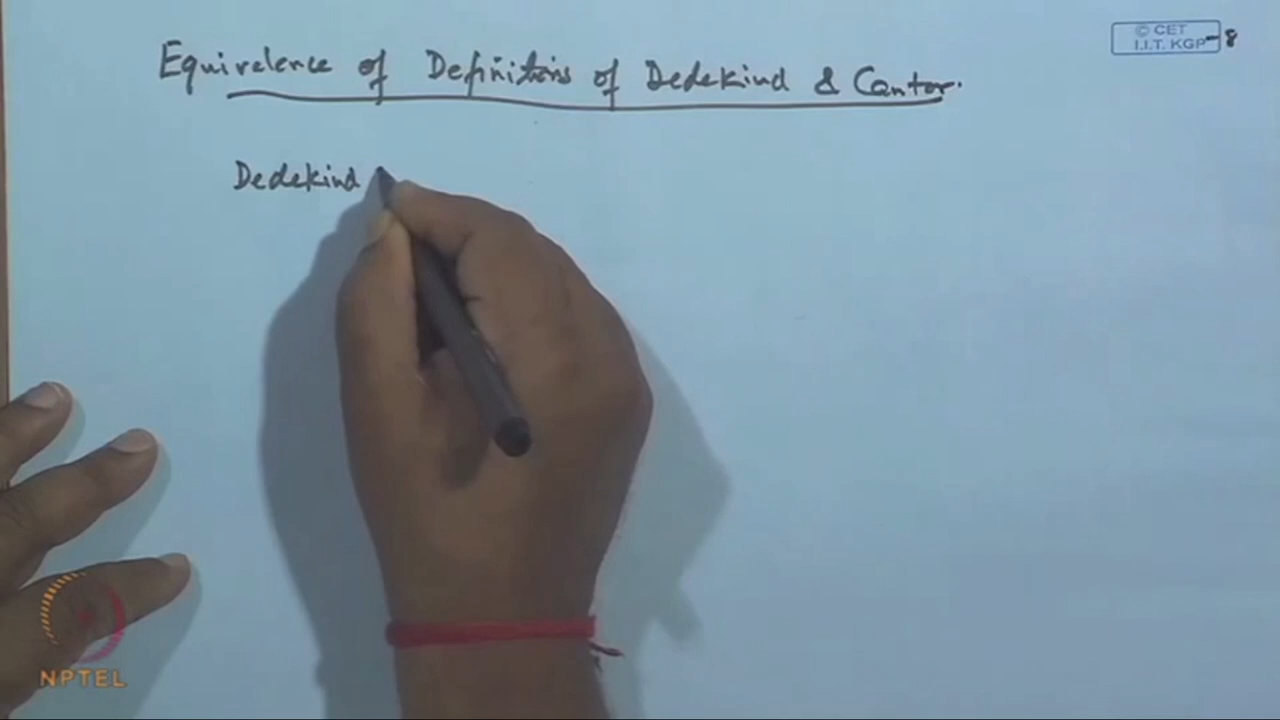 Equivalence of Definitions of Dedekind & Cantor.
© CET
I.I.T. KGP
-8
Dedekind
NPTEL